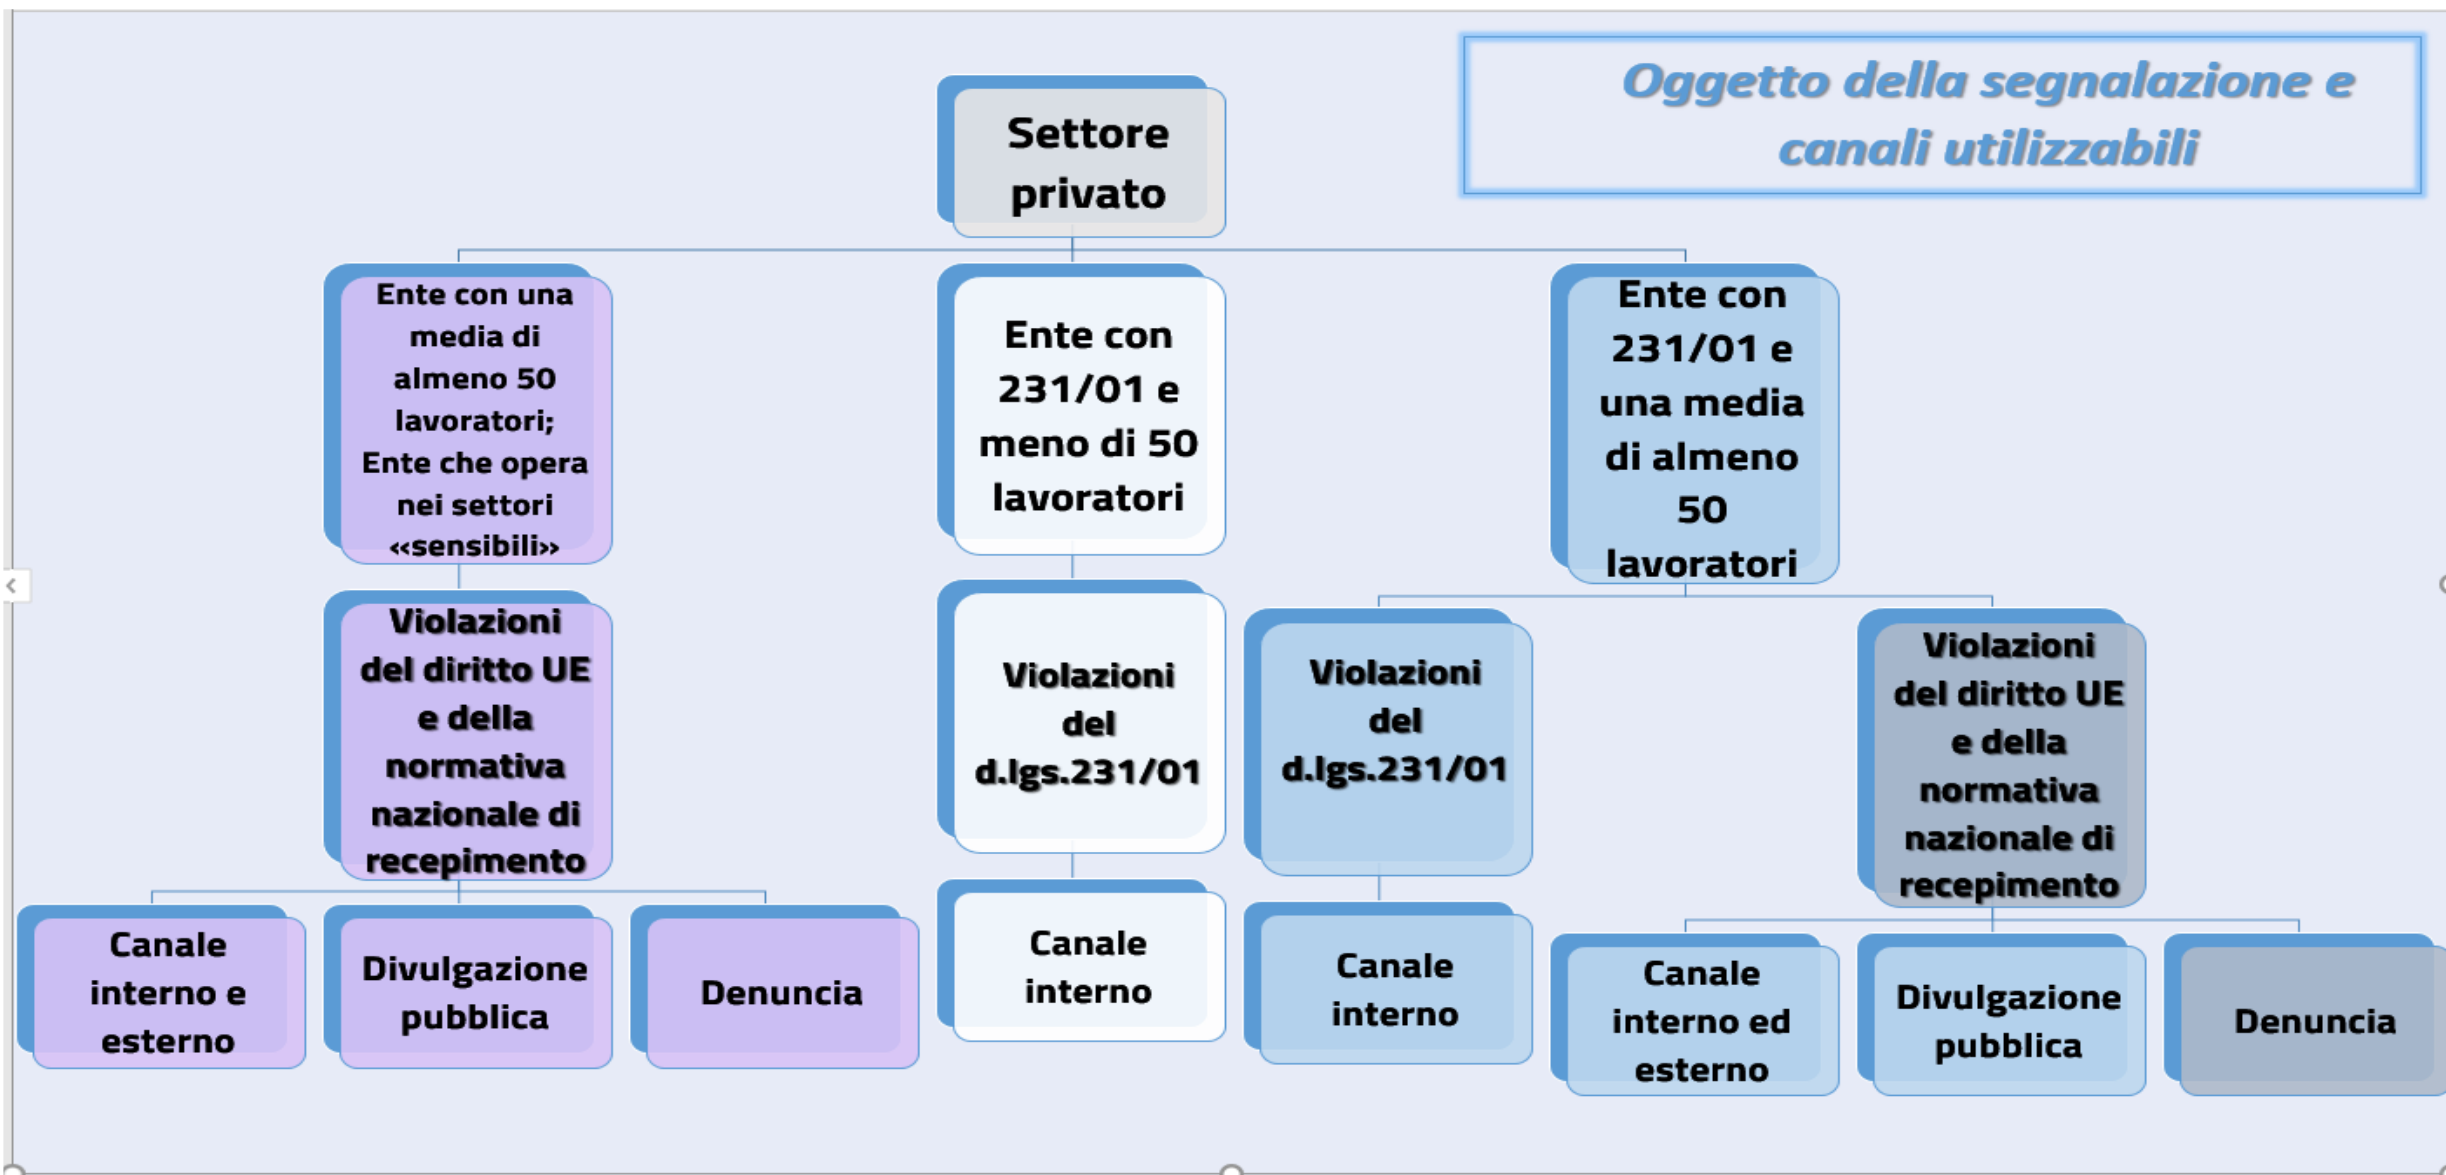 Oggetto della segnalazione e
canali utilizzabili
Settore
privato
Ente con una
media di
almeno 50
lavoratori;
Ente che opera
nei settori
«sensibili»
Ente con
231/01 e
meno di 50
lavoratori
Ente con
231/01 e
una media
di almeno
50
lavoratori
Violazioni
del diritto UE
e della
normativa
nazionale di
recepimento
Violazioni
del
d.lgs.231/01
Violazioni
del
d.lgs.231/01
Violazioni
del diritto UE
e della
normativa
nazionale di
recepimento
Canale
interno e
esterno
Divulgazione
pubblica
Denuncia
Canale
interno
Canale
interno
Canale
interno ed
esterno
Divulgazione
pubblica
Denuncia